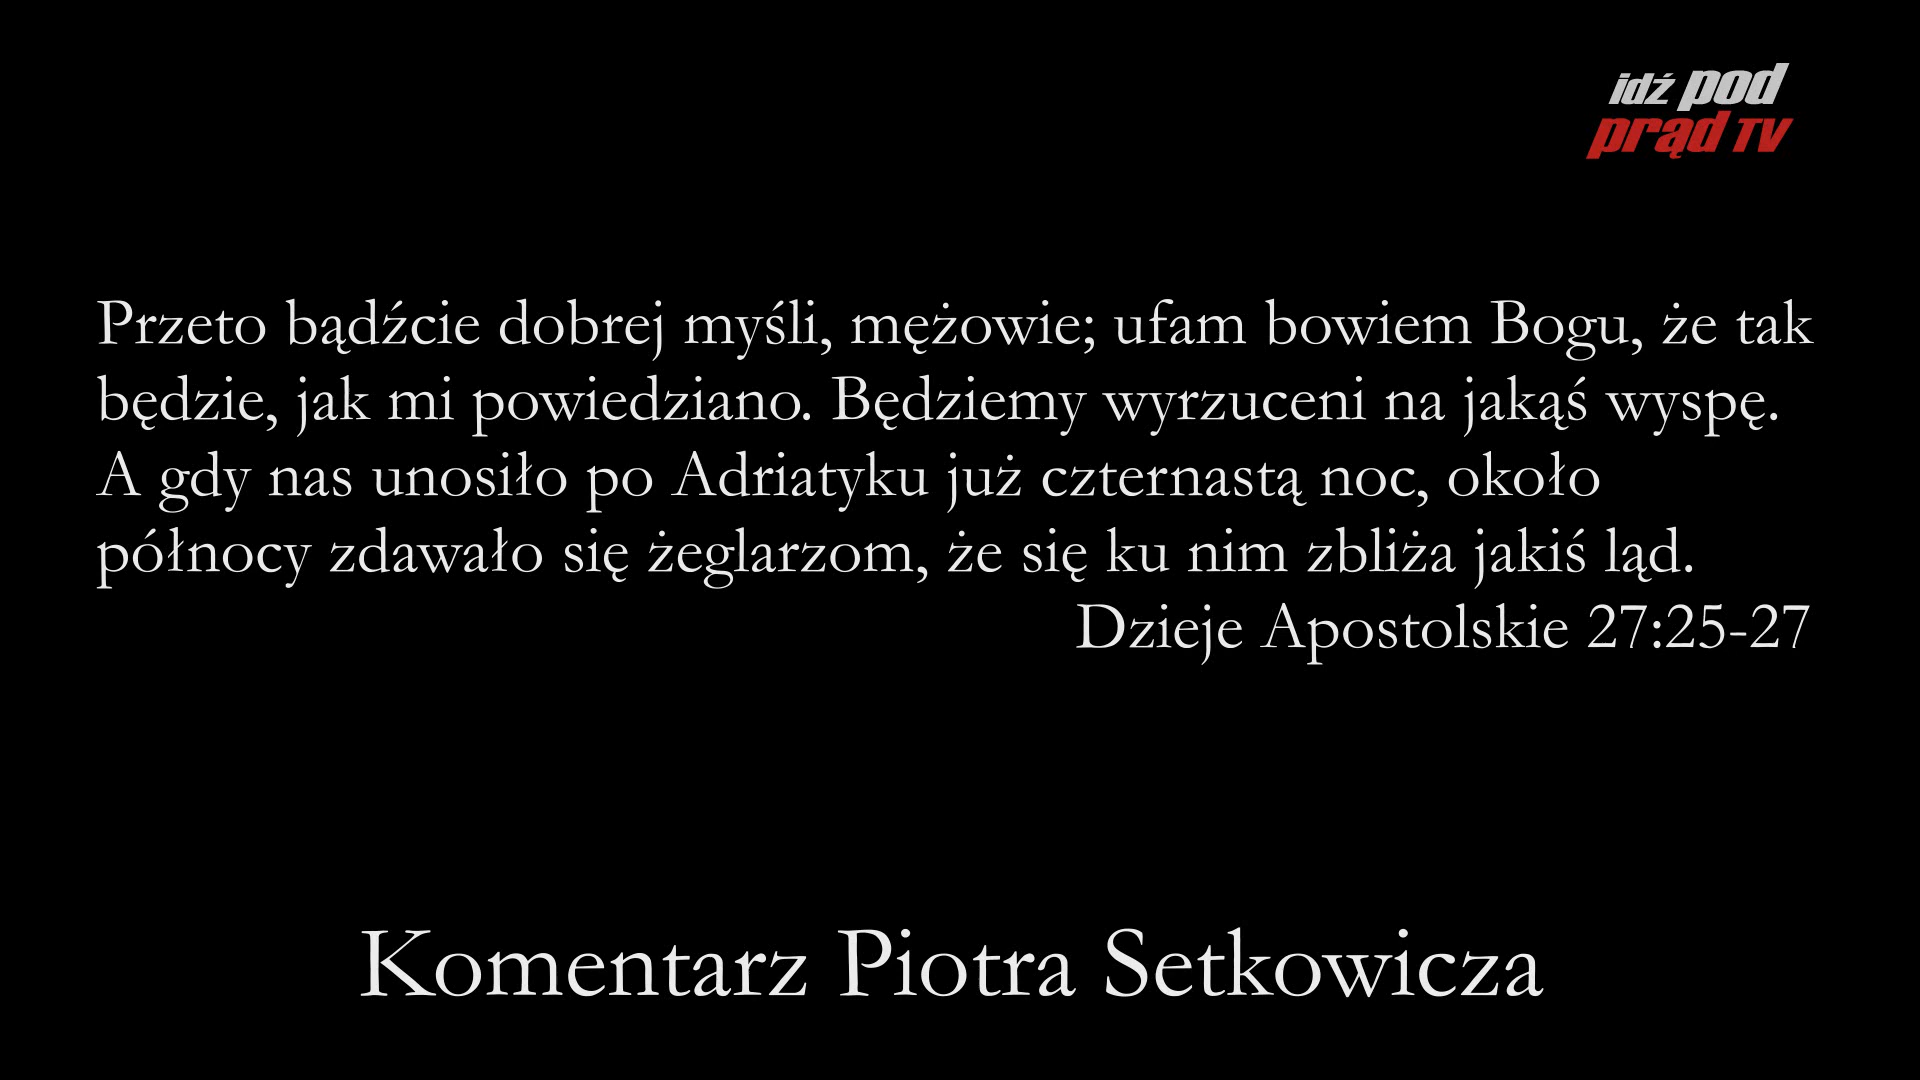 idź pod
prąd TV
Przeto bądźcie dobrej myśli, mężowie; ufam bowiem Bogu, że tak
będzie, jak mi powiedziano. Będziemy wyrzuceni na jakąś wyspę.
A gdy nas unosiło po Adriatyku już czternastą noc, około
północy zdawało się żeglarzom, że się ku nim zbliża jakiś ląd.
Dzieje Apostolskie 27:25-27
Komentarz Piotra Setkowicza